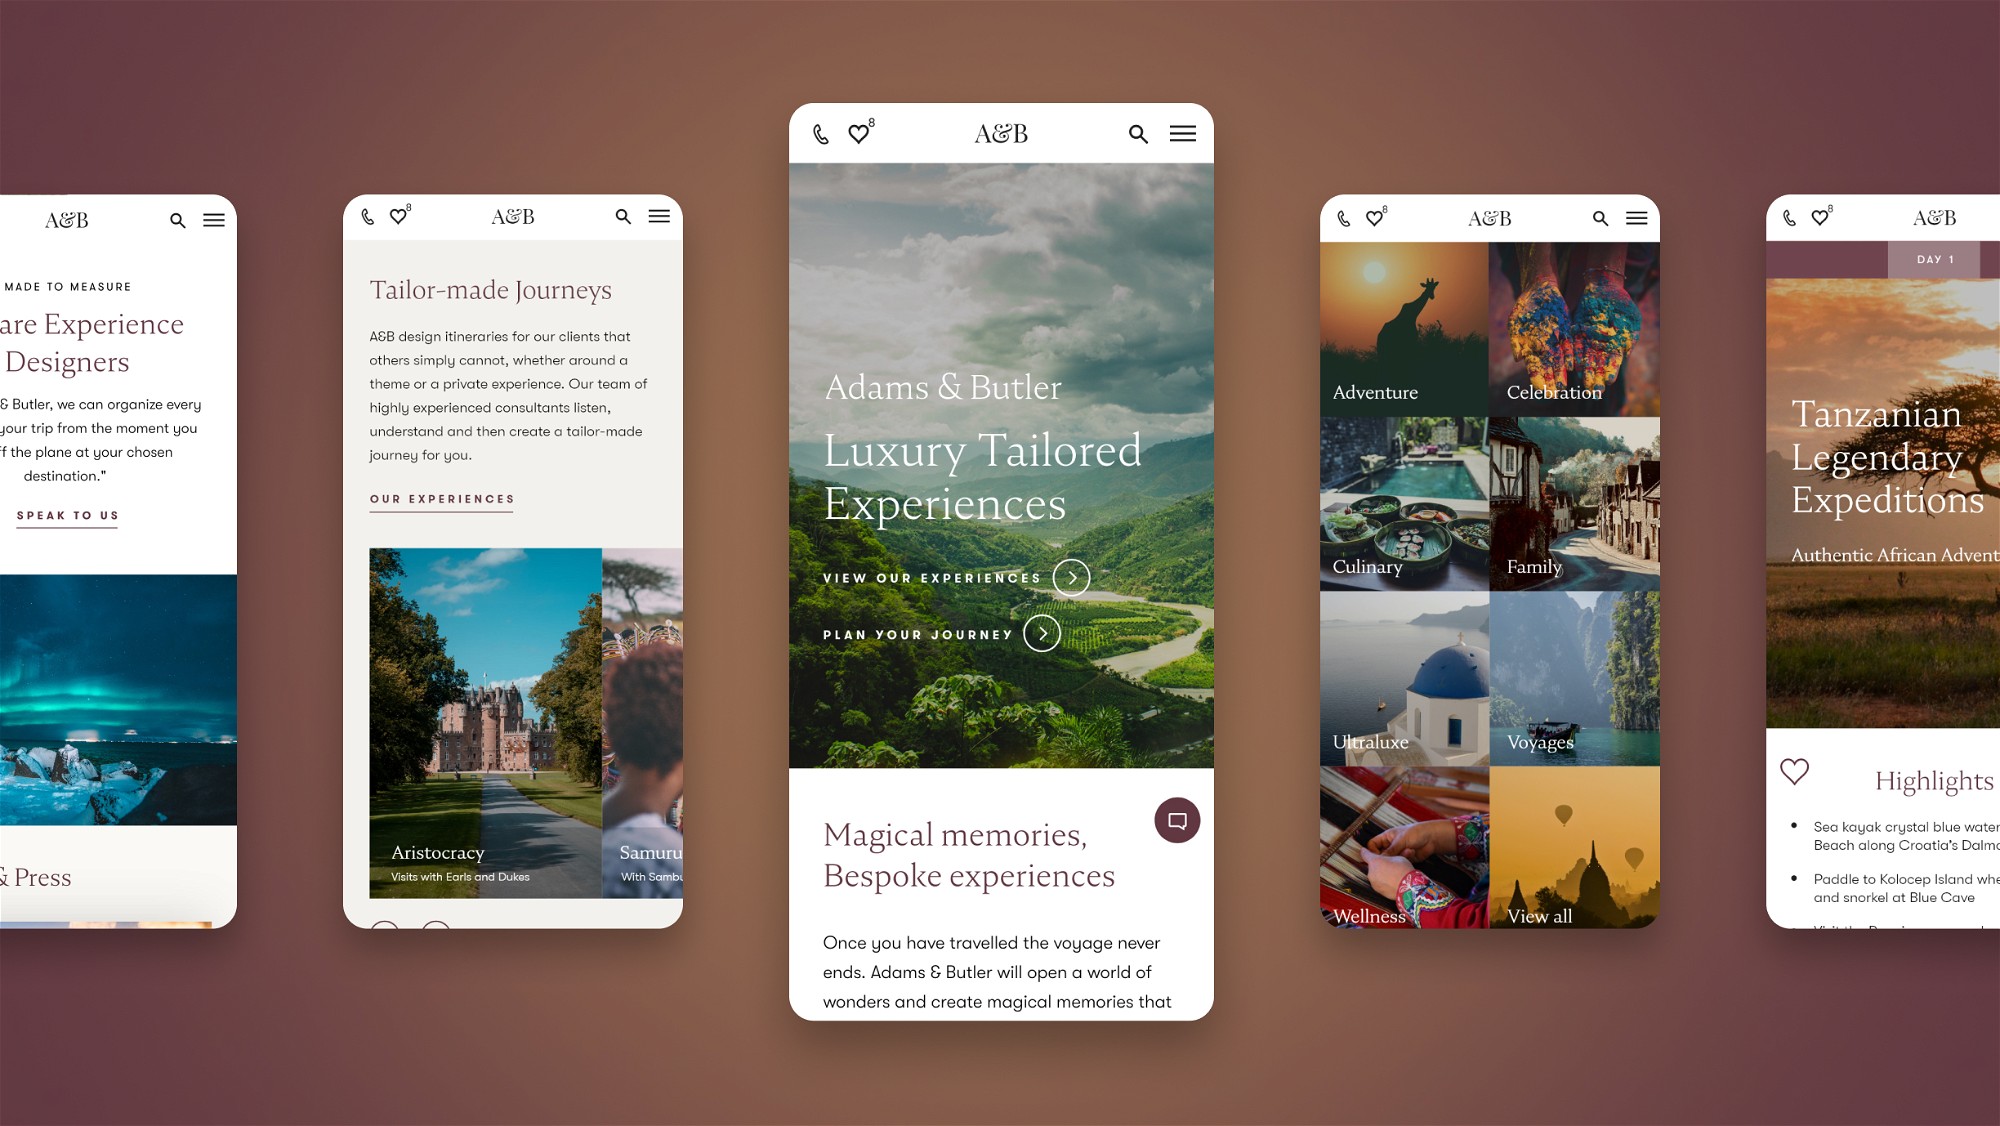 A&B
MADE TO MEASURE
are Experience
Designers
& Butler, we can organize every
your trip from the moment you
the plane at your chosen
destination."
SPEAK TO US
& Press
8
A&B
Tailor-made Journeys
A&B design itineraries for our clients that
others simply cannot, whether around a
theme or a private experience. Our team of
highly experienced consultants listen,
understand and then create a tailor-made
journey for you.
OUR EXPERIENCES
Aristocracy
Visits with Earls and Dukes
Samuru
With Sambu
8
A&B
Adams & Butler
Luxury Tailored
Experiences
VIEW OUR EXPERIENCES
PLAN YOUR JOURNEY
Magical memories,
Bespoke experiences
Once you have travelled the voyage never
ends. Adams & Butler will open a world of
wonders and create magical memories that
8
A&B
Adventure
Celebration
Culinary
Family
Ultraluxe
Voyages
Wellness
View all
8
A&B
DAY 1
Tanzanian
Legendary
Expeditions
Authentic African Advent
Highlights
Sea kayak crystal blue water
Beach along Croatia's Dalma
Paddle to Kolocep Island whe
and snorkel at Blue Cave